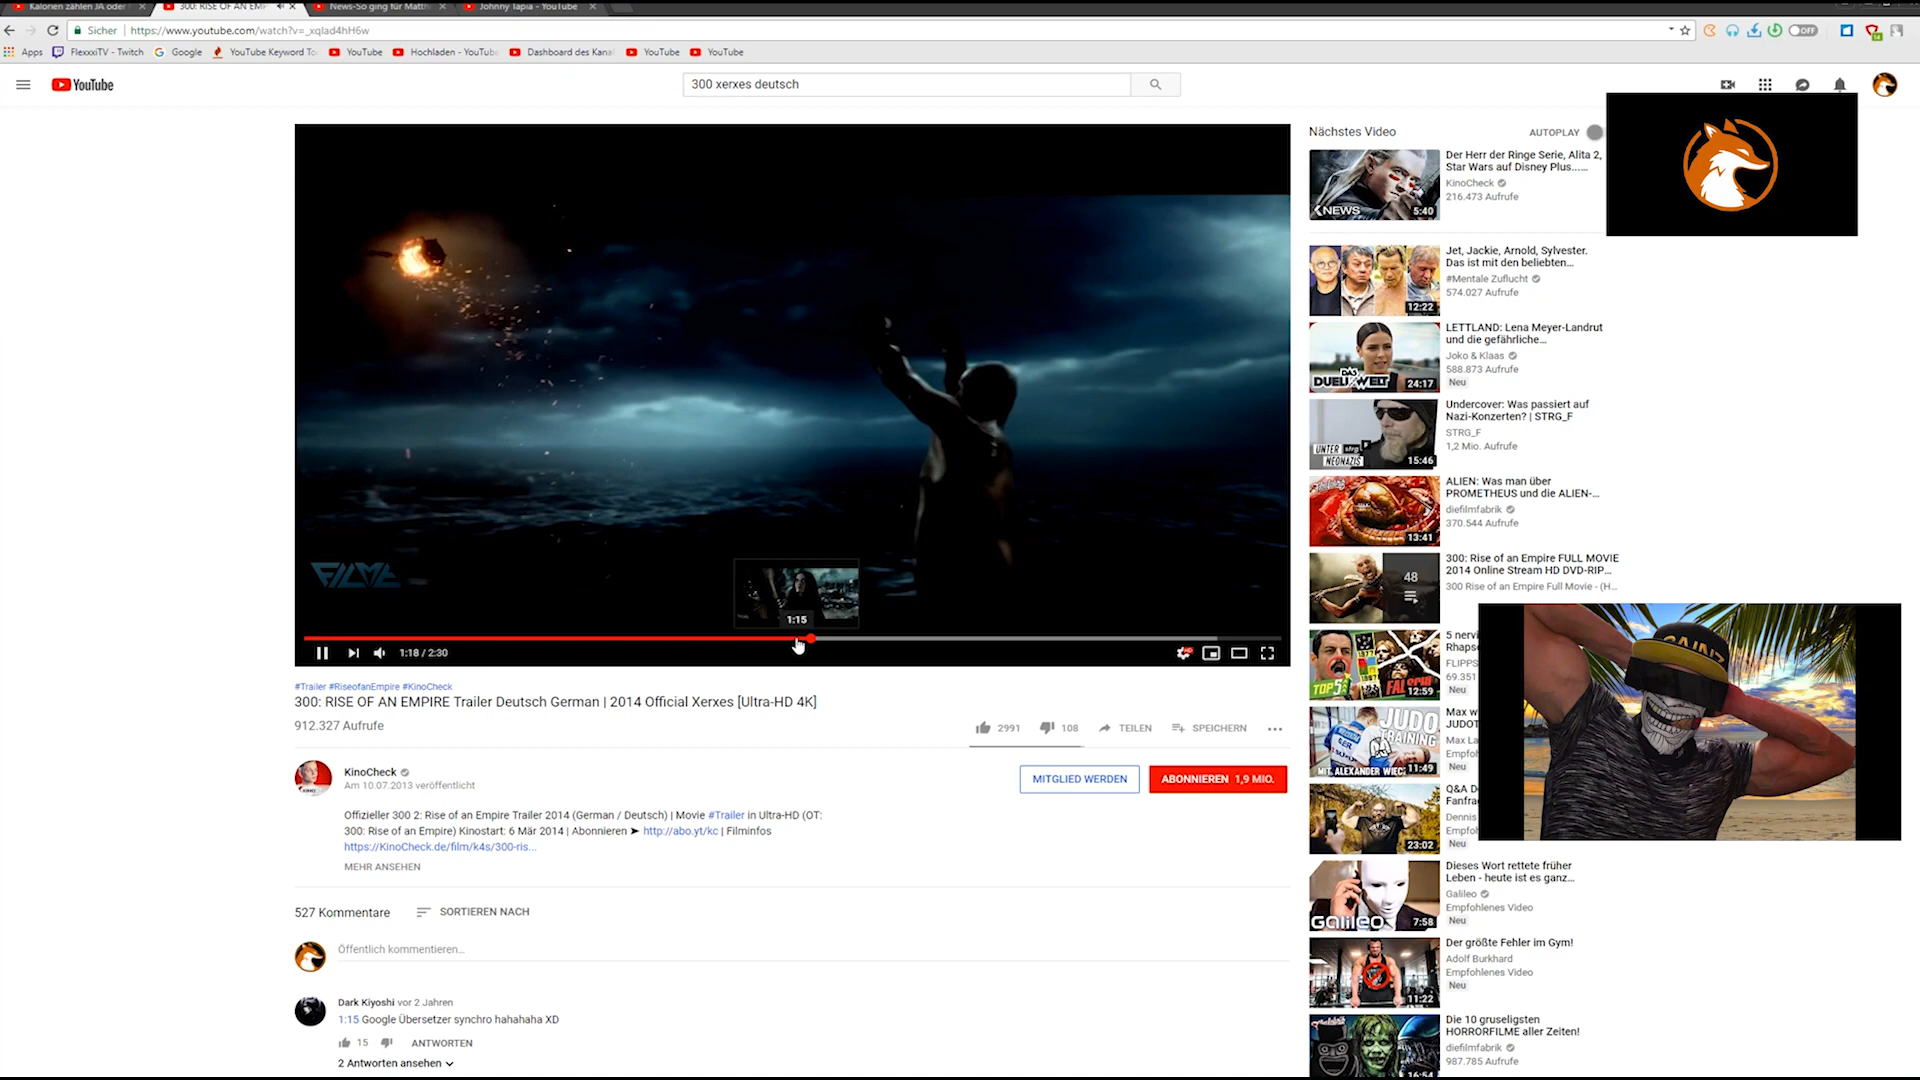 Kalorien zählen JA oder
300: RISE OF AN EMP
News-So ging für Matth
Johnny Tapia - YouTube
Sicher
https://www.youtube.com/watch?v=_xqlad4hH6w
OFF
Apps
FlexxxiTV - Twitch
Google
YouTube Keyword To
YouTube
Hochladen - YouTube
Dashboard des Kana
YouTube
YouTube
YouTube
300 xerxes deutsch
FILME
1:15
1:18 / 2:30
#Trailer #RiseofanEmpire #KinoCheck
300: RISE OF AN EMPIRE Trailer Deutsch German | 2014 Official Xerxes [Ultra-HD 4K]
912.327 Aufrufe
2991
108
TEILEN
SPEICHERN
KinoCheck
Am 10.07.2013 veröffentlicht
MITGLIED WERDEN
ABONNIEREN 1,9 MIO.
Offizieller 300 2: Rise of an Empire Trailer 2014 (German / Deutsch) | Movie #Trailer in Ultra-HD (OT:
300: Rise of an Empire) Kinostart: 6 Mär 2014 | Abonnieren ➤ http://abo.yt/kc | Filminfos
https://KinoCheck.de/film/k4s/300-ris...
MEHR ANSEHEN
527 Kommentare
SORTIEREN NACH
Öffentlich kommentieren...
Dark Kiyoshi vor 2 Jahren
1:15 Google Übersetzer synchro hahahaha XD
15
ANTWORTEN
2 Antworten ansehen
Nächstes Video
AUTOPLAY
NEWS
5:40
Der Herr der Ringe Serie, Alita 2,
Star Wars auf Disney Plus......
KinoCheck
216.473 Aufrufe
12:22
Jet, Jackie, Arnold, Sylvester.
Das ist mit den beliebten...
#Mentale Zuflucht
574.027 Aufrufe
DAS
DUELL
WELT
24:17
LETTLAND: Lena Meyer-Landrut
und die gefährliche...
Joko & Klaas
588.873 Aufrufe
Neu
UNTER
NEONAZIS
strg_F
15:46
Undercover: Was passiert auf
Nazi-Konzerten? | STRG_F
STRG_F
1,2 Mio. Aufrufe
13:41
ALIEN: Was man über
PROMETHEUS und die ALIEN-...
diefilmfabrik
370.544 Aufrufe
48
300: Rise of an Empire FULL MOVIE
2014 Online Stream HD DVD-RIP...
300 Rise of an Empire Full Movie - (H...
TOP5
12:59
5 nervi
Rhaps
FLIPPS
69.351
Neu
JUDO
TRAINING
MIT ALEXANDER WIEC
11:49
Max w
JUDOT
Max La
Empfoh
Neu
23:02
Q&A D
Fanfra
Dennis
Empfoh
Neu
GAINZ
Galileo
7:58
Dieses Wort rettete früher
Leben - heute ist es ganz...
Galileo
Empfohlenes Video
Neu
11:22
Der größte Fehler im Gym!
Adolf Burkhard
Empfohlenes Video
Neu
16:54
Die 10 gruseligsten
HORRORFILME aller Zeiten!
diefilmfabrik
987.785 Aufrufe